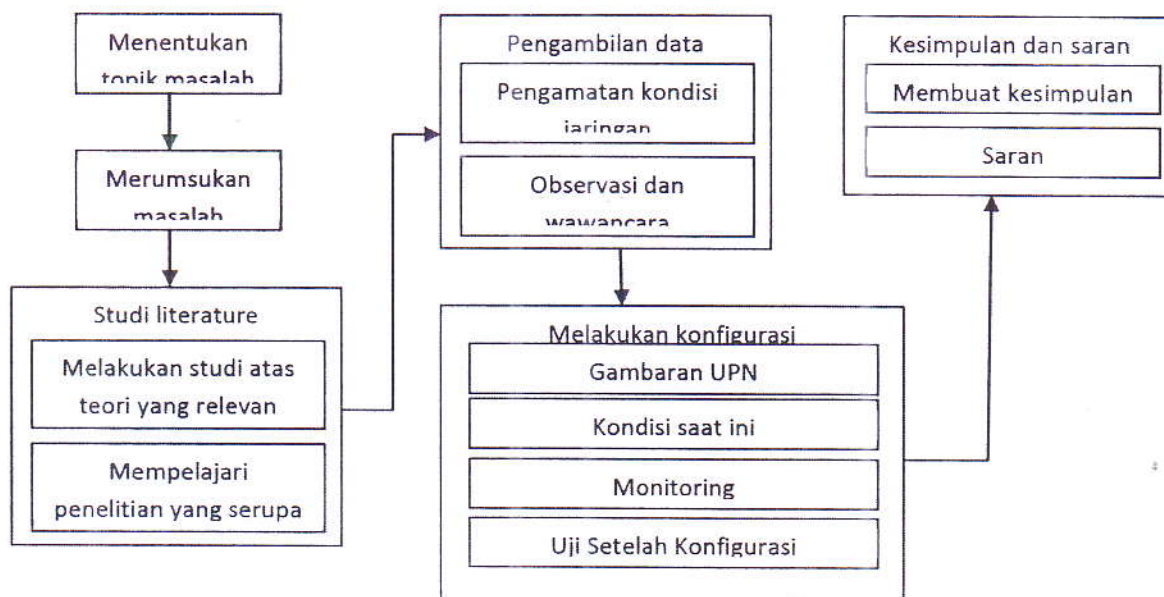 Menentukan
topik masalah
Merumsukan
masalah
Studi literature
Melakukan studi atas
teori yang relevan
Mempelajari
penelitian yang serupa
Pengambilan data
Pengamatan kondisi
jaringan
Observasi dan
wawancara
Melakukan konfigurasi
Gambaran UPN
Kondisi saat ini
Monitoring
Uji Setelah Konfigurasi
Kesimpulan dan saran
Membuat kesimpulan
Saran